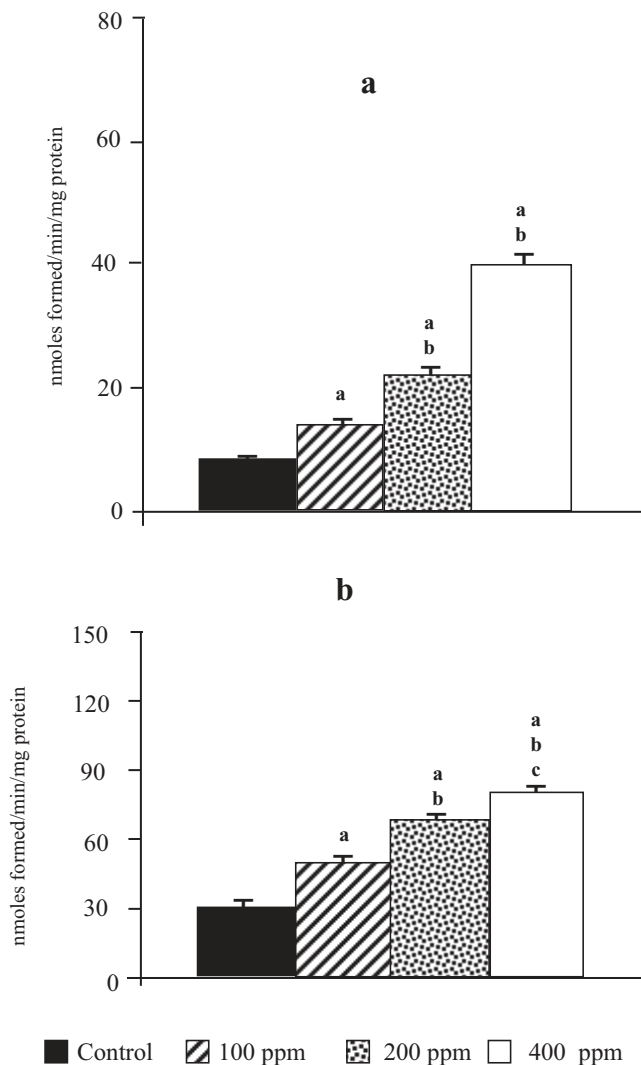 80
a
60
a
b
40
a
b
20
a
0
nmoles formed/min/mg protein
b
150
120
a
b
c
90
a
b
60
a
30
0
nmoles formed/min/mg protein
Control 100 ppm 200 ppm 400 ppm